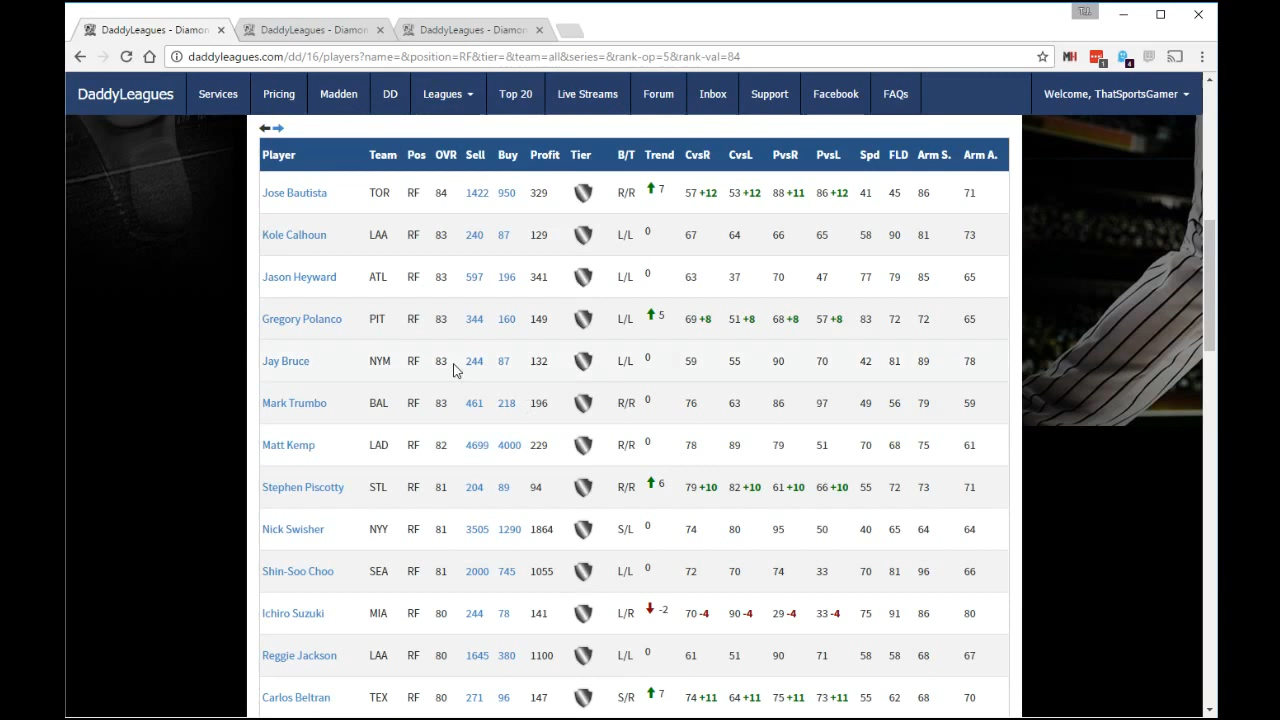 DaddyLeagues - Diamon
DaddyLeagues - Diamon
DaddyLeagues - Diamon
daddyleagues.com/dd/16/players?name=&position=RF&tier=&team=all&series=&rank-op=5&rank-val=84
DaddyLeagues Services Pricing Madden DD Leagues Top 20 Live Streams Forum Inbox Support Facebook FAQs Welcome, ThatSportsGamer
Player Team Pos OVR Sell Buy Profit Tier B/T Trend CvsR CvsL PvsR PvsL Spd FLD Arm S. Arm A.
Jose Bautista TOR RF 84 1422 950 329 R/R 7 57 +12 53 +12 88 +11 86 +12 41 45 86 71
Kole Calhoun LAA RF 83 240 87 129 L/L 0 67 64 66 65 58 90 81 73
Jason Heyward ATL RF 83 597 196 341 L/L 0 63 37 70 47 77 79 85 65
Gregory Polanco PIT RF 83 344 160 149 L/L 5 69 +8 51 +8 68 +8 57 +8 83 72 72 65
Jay Bruce NYM RF 83 244 87 132 L/L 0 59 55 90 70 42 81 89 78
Mark Trumbo BAL RF 83 461 218 196 R/R 0 76 63 86 97 49 56 79 59
Matt Kemp LAD RF 82 4699 4000 229 R/R 0 78 89 79 51 70 68 75 61
Stephen Piscotty STL RF 81 204 89 94 R/R 6 79 +10 82 +10 61 +10 66 +10 55 72 73 71
Nick Swisher NYY RF 81 3505 1290 1864 S/L 0 74 80 95 50 40 65 64 64
Shin-Soo Choo SEA RF 81 2000 745 1055 L/L 0 72 70 74 33 70 81 96 66
Ichiro Suzuki MIA RF 80 244 78 141 L/R -2 70 -4 90 -4 29 -4 33 -4 75 91 86 80
Reggie Jackson LAA RF 80 1645 380 1100 L/L 0 61 51 90 71 58 58 68 67
Carlos Beltran TEX RF 80 271 96 147 S/R 7 74 +11 64 +11 75 +11 73 +11 55 62 68 70